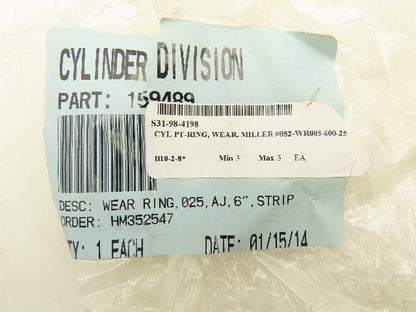 CYLINDER DIVISION
PART: 159489
S31-98-4198
CYL PT-RING, WEAR, MILLER #052-WR005-600-25
B10-2-8* Min 3 Max 3 EA
DESC: WEAR RING,025,AJ,6",STRIP
ORDER: HM352547
TY: 1 EACH DATE: 01/15/14